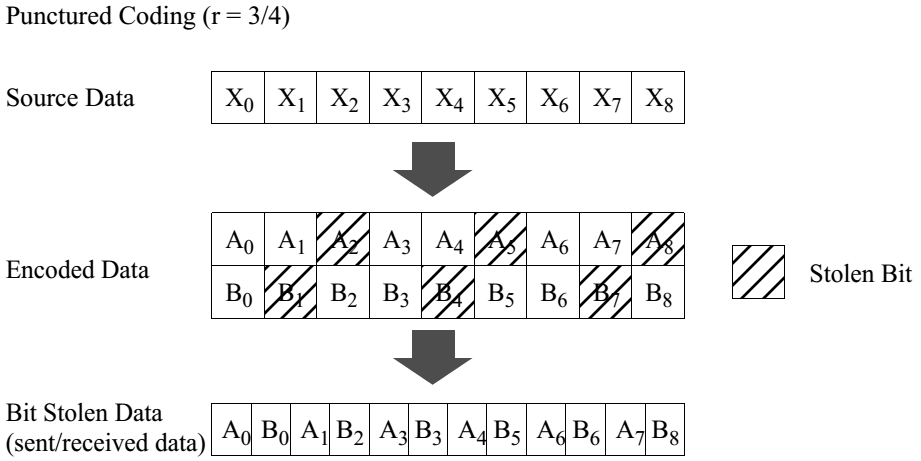 Punctured Coding (r = 3/4)
Source Data X₀ X₁ X₂ X₃ X₄ X₅ X₆ X₇ X₈
A₀ A₁ A₂ A₃ A₄ A₅ A₆ A₇ A₈
Encoded Data
Stolen Bit
B₀ B₁ B₂ B₃ B₄ B₅ B₆ B₇ B₈
Bit Stolen Data
(sent/received data)
A₀ B₀ A₁ B₂ A₃ B₃ A₄ B₅ A₆ B₆ A₇ B₈